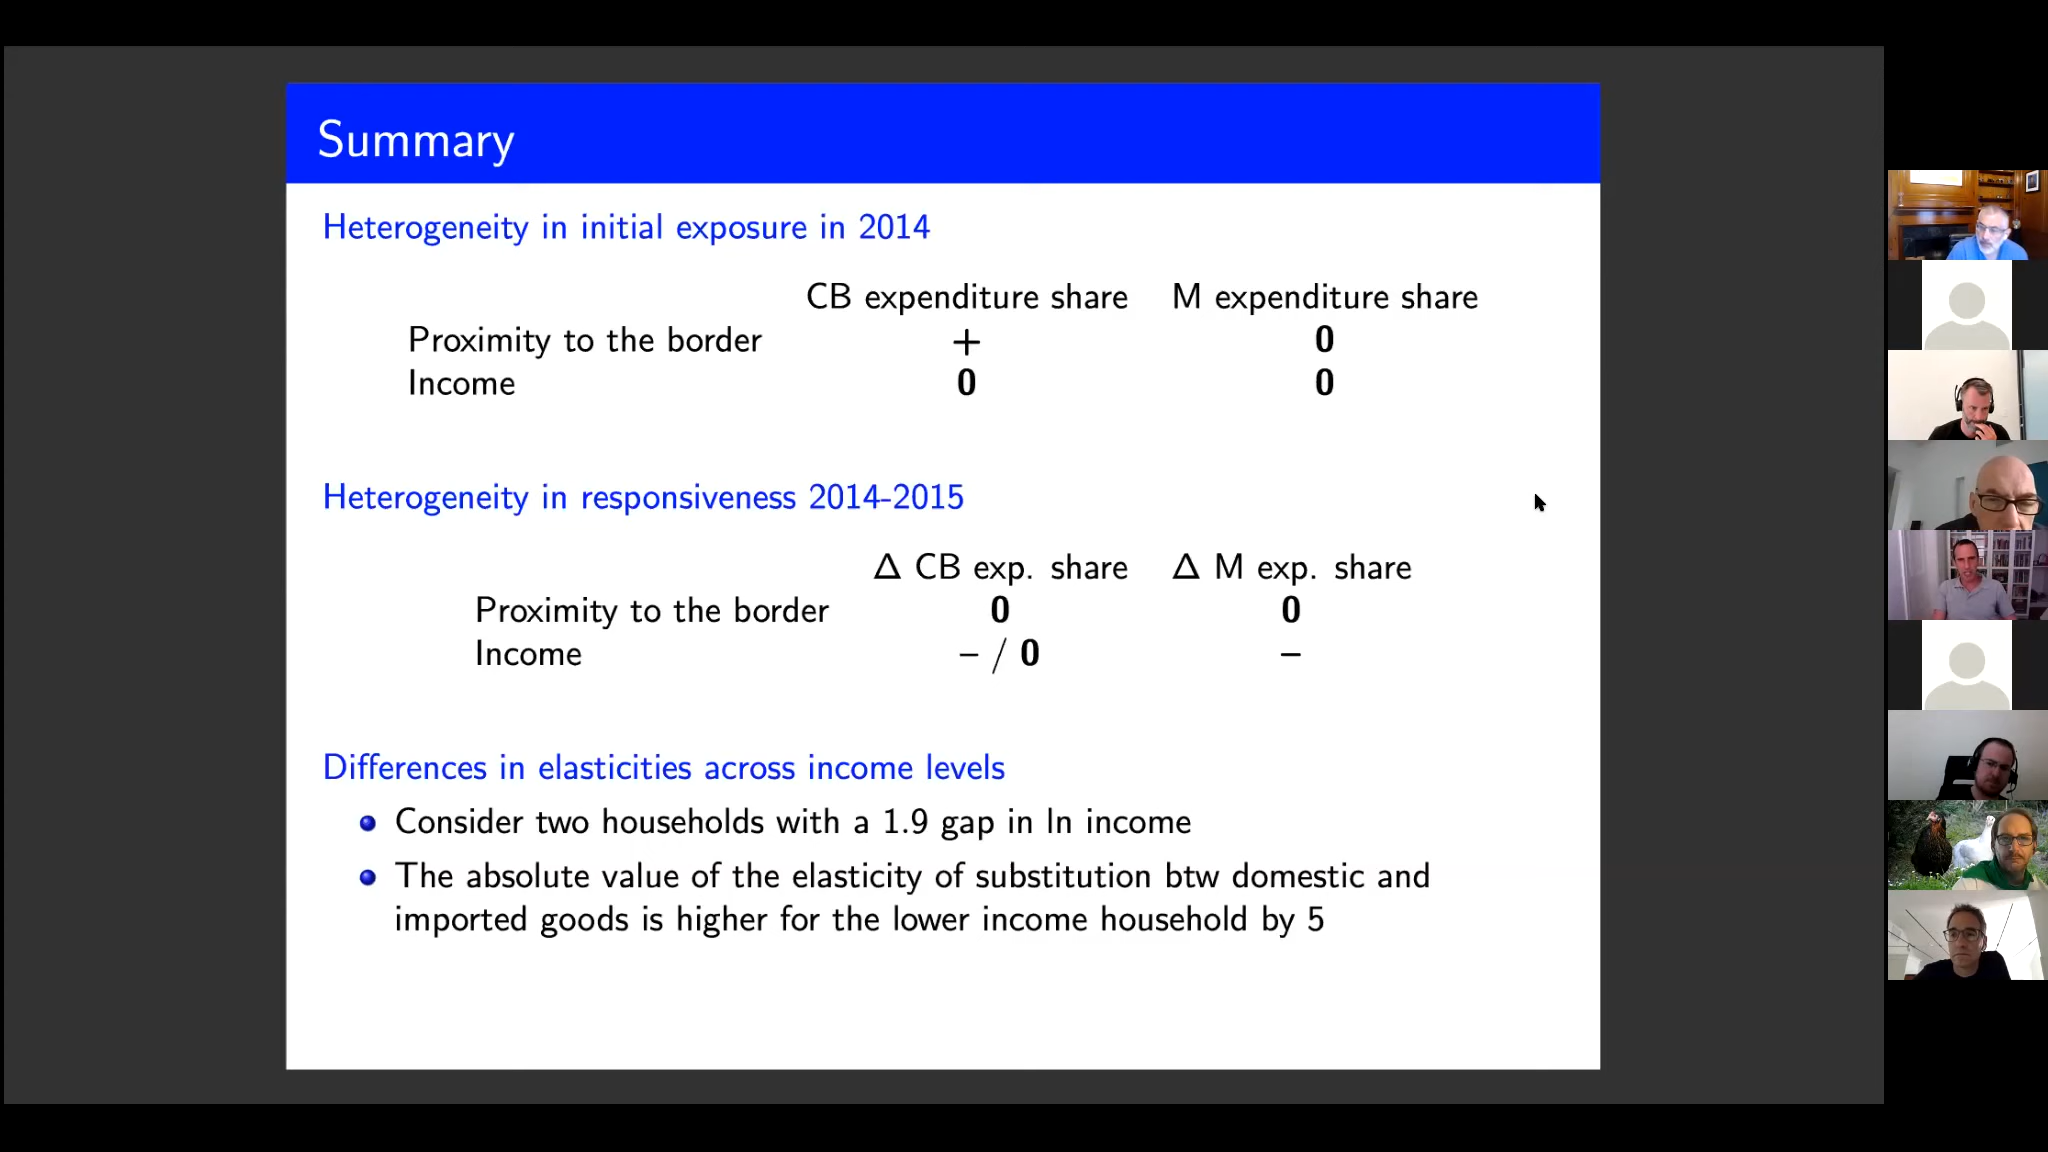 Summary
Heterogeneity in initial exposure in 2014
CB expenditure share M expenditure share
Proximity to the border + 0
Income 0 0
Heterogeneity in responsiveness 2014-2015
Δ CB exp. share Δ M exp. share
Proximity to the border 0 0
Income – / 0 –
Differences in elasticities across income levels
Consider two households with a 1.9 gap in ln income
The absolute value of the elasticity of substitution btw domestic and
imported goods is higher for the lower income household by 5